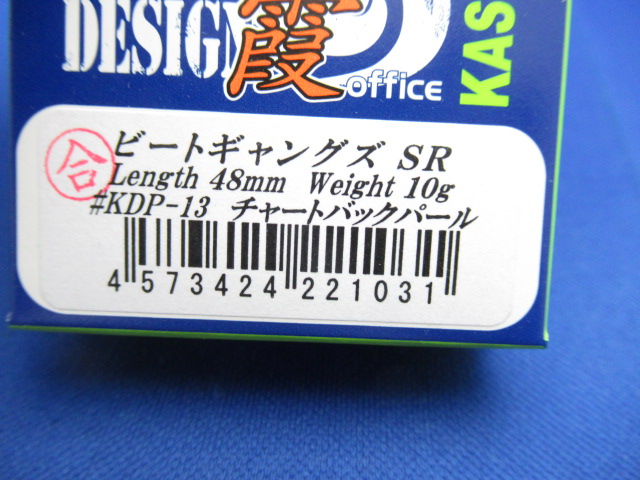 DESIGN
霞
office
KAS
合
ビートギャングズ SR
Length 48mm Weight 10g
#KDP-13 チャートバックパール
4 573424 221031